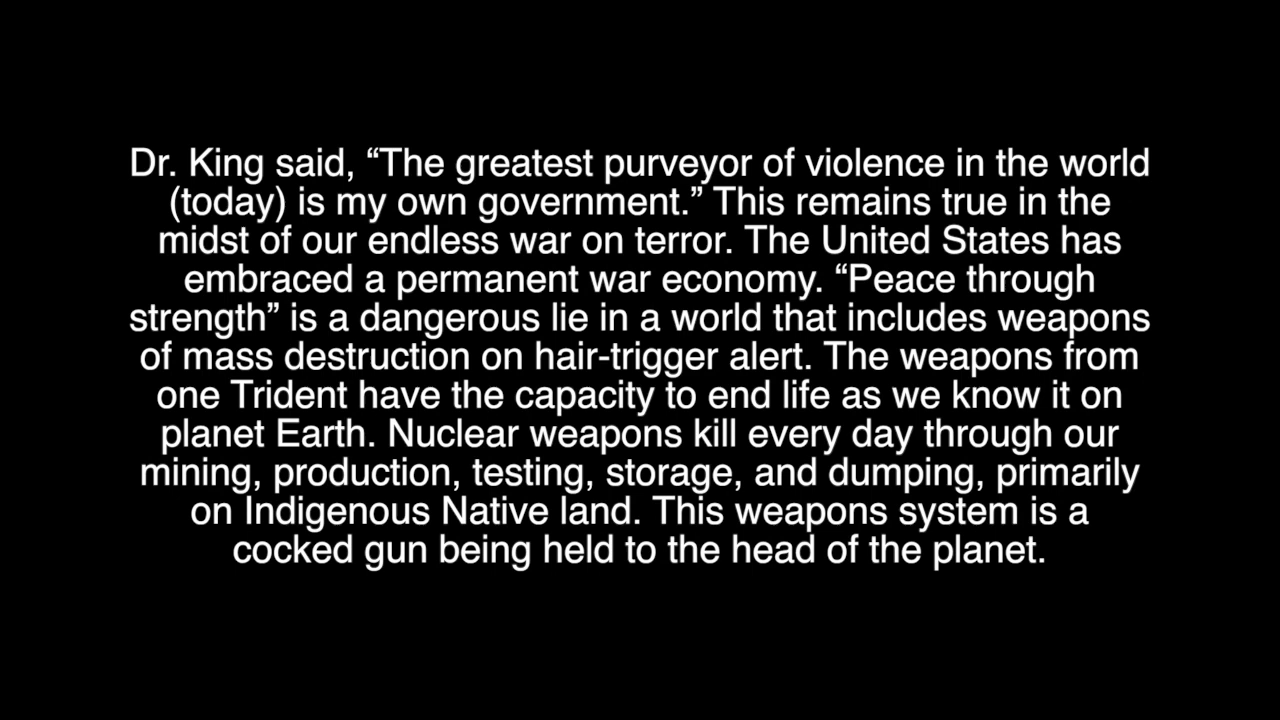 Dr. King said, “The greatest purveyor of violence in the world
(today) is my own government.” This remains true in the
midst of our endless war on terror. The United States has
embraced a permanent war economy. “Peace through
strength” is a dangerous lie in a world that includes weapons
of mass destruction on hair-trigger alert. The weapons from
one Trident have the capacity to end life as we know it on
planet Earth. Nuclear weapons kill every day through our
mining, production, testing, storage, and dumping, primarily
on Indigenous Native land. This weapons system is a
cocked gun being held to the head of the planet.